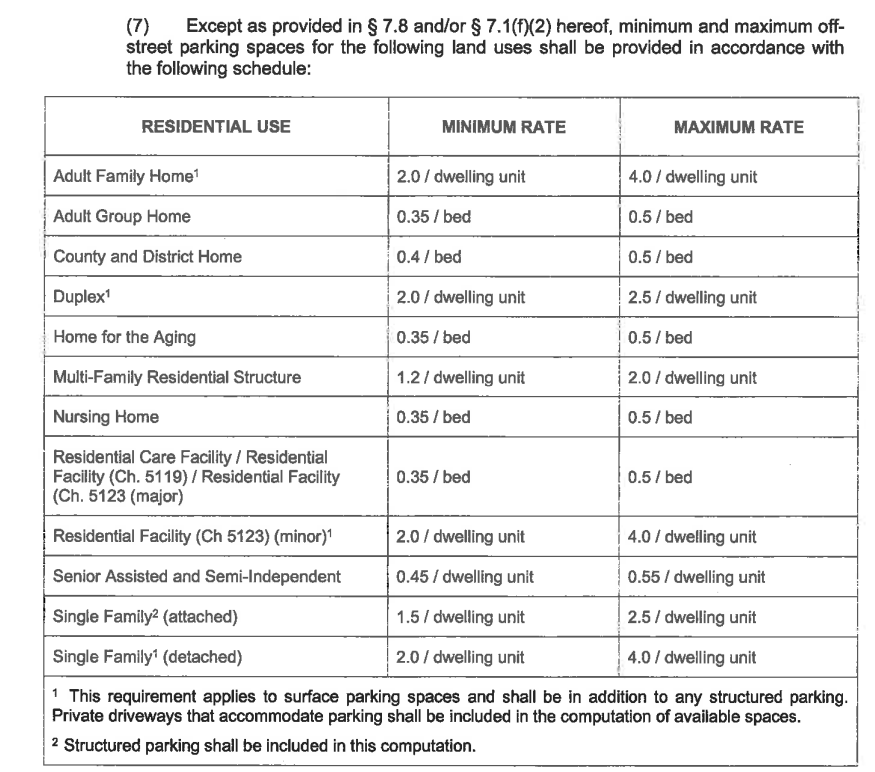 (7) Except as provided in § 7.8 and/or § 7.1(f)(2) hereof, minimum and maximum off-
street parking spaces for the following land uses shall be provided in accordance with
the following schedule:
RESIDENTIAL USE MINIMUM RATE MAXIMUM RATE
Adult Family Home¹ 2.0 / dwelling unit 4.0 / dwelling unit
Adult Group Home 0.35 / bed 0.5 / bed
County and District Home 0.4 / bed 0.5 / bed
Duplex¹ 2.0 / dwelling unit 2.5 / dwelling unit
Home for the Aging 0.35 / bed 0.5 / bed
Multi-Family Residential Structure 1.2 / dwelling unit 2.0 / dwelling unit
Nursing Home 0.35 / bed 0.5 / bed
Residential Care Facility / Residential
Facility (Ch. 5119) / Residential Facility
(Ch. 5123 (major)
0.35 / bed 0.5 / bed
Residential Facility (Ch 5123) (minor)¹ 2.0 / dwelling unit 4.0 / dwelling unit
Senior Assisted and Semi-Independent 0.45 / dwelling unit 0.55 / dwelling unit
Single Family² (attached) 1.5 / dwelling unit 2.5 / dwelling unit
Single Family¹ (detached) 2.0 / dwelling unit 4.0 / dwelling unit
¹ This requirement applies to surface parking spaces and shall be in addition to any structured parking.
Private driveways that accommodate parking shall be included in the computation of available spaces.
² Structured parking shall be included in this computation.